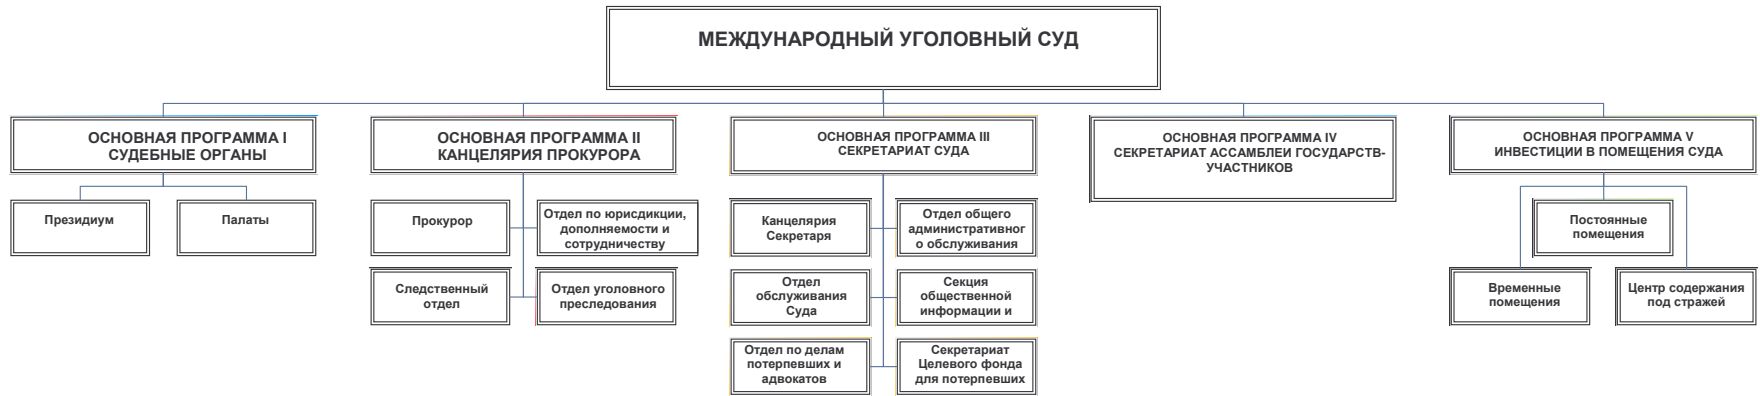 МЕЖДУНАРОДНЫЙ УГОЛОВНЫЙ СУД
ОСНОВНАЯ ПРОГРАММА I
СУДЕБНЫЕ ОРГАНЫ
ОСНОВНАЯ ПРОГРАММА II
КАНЦЕЛЯРИЯ ПРОКУРОРА
ОСНОВНАЯ ПРОГРАММА III
СЕКРЕТАРИАТ СУДА
ОСНОВНАЯ ПРОГРАММА IV
СЕКРЕТАРИАТ АССАМБЛЕИ ГОСУДАРСТВ-
УЧАСТНИКОВ
ОСНОВНАЯ ПРОГРАММА V
ИНВЕСТИЦИИ В ПОМЕЩЕНИЯ СУДА
Президиум
Палаты
Прокурор
Отдел по юрисдикции,
дополняемости и
сотрудничеству
Следственный
отдел
Отдел уголовного
преследования
Канцелярия
Секретаря
Отдел общего
административног
о обслуживания
Отдел
обслуживания
Суда
Секция
общественной
информации и
Отдел по делам
потерпевших и
адвокатов
Секретариат
Целевого фонда
для потерпевших
Постоянные
помещения
Временные
помещения
Центр содержания
под стражей